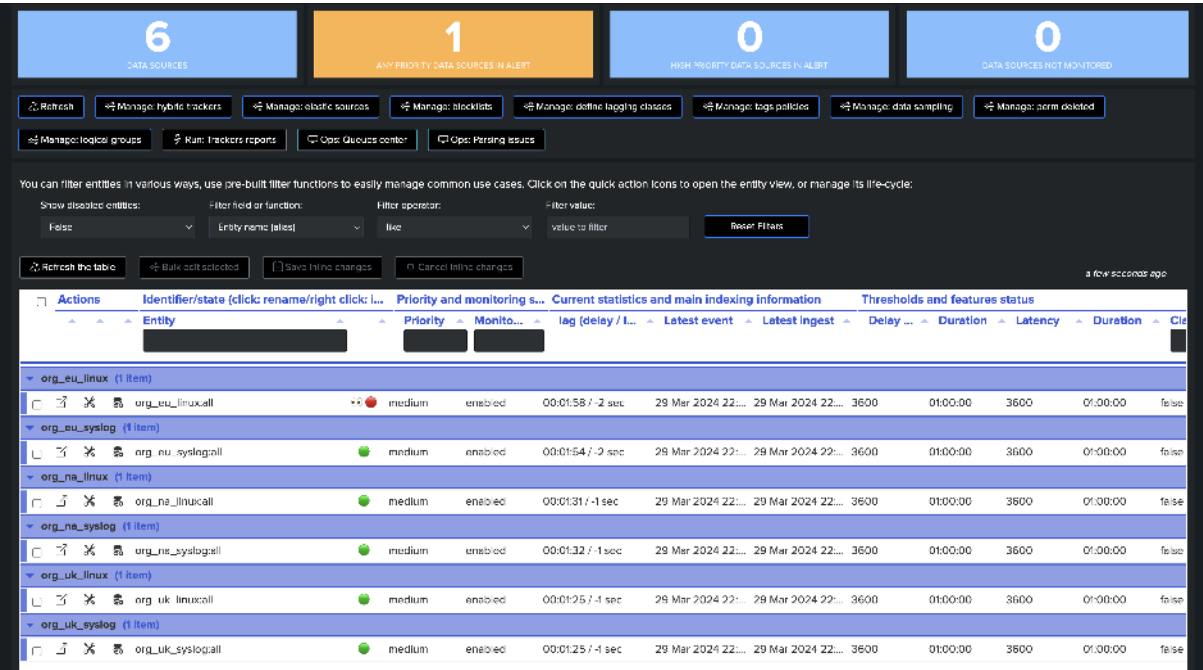 6
DATA SOURCES
1
ANY PRIORITY DATA SOURCES IN ALERT
0
HIGH PRIORITY DATA SOURCES IN ALERT
0
DATA SOURCES NOT MONITORED
Refresh
Manage: hybrid trackers
Manage: elastic sources
Manage: blocklists
Manage: define lagging classes
Manage: tags policies
Manage: data sampling
Manage: perm deleted
Manage: logical groups
Run: Trackers reports
Ops: Queues center
Ops: Parsing issues
You can filter entities in various ways, use pre-built filter functions to easily manage common use cases. Click on the quick action icons to open the entity view, or manage its life-cycle:
Show disabled entities: Filter field or function: Filter operator: Filter value:
False Entity name (alias) like value to filter Reset Filters
Refresh the table Bulk edit selected Save inline changes Cancel inline changes
a few seconds ago
Actions Identifier/state (click: rename/right click: i... Priority and monitoring s... Current statistics and main indexing information Thresholds and features status
Entity Priority Monito... lag (delay / l... Latest event Latest ingest Delay ... Duration Latency Duration Cla
org_eu_linux (1 item)
org_eu_linux:all medium enabled 00:01:58 / -2 sec 29 Mar 2024 22:... 29 Mar 2024 22:... 3600 01:00:00 3600 01:00:00 false
org_eu_syslog (1 item)
org_eu_syslog:all medium enabled 00:01:54 / -2 sec 29 Mar 2024 22:... 29 Mar 2024 22:... 3600 01:00:00 3600 01:00:00 false
org_na_linux (1 item)
org_na_linux:all medium enabled 00:01:31 / -1 sec 29 Mar 2024 22:... 29 Mar 2024 22:... 3600 01:00:00 3600 01:00:00 false
org_na_syslog (1 item)
org_na_syslog:all medium enabled 00:01:32 / -1 sec 29 Mar 2024 22:... 29 Mar 2024 22:... 3600 01:00:00 3600 01:00:00 false
org_uk_linux (1 item)
org_uk_linux:all medium enabled 00:01:25 / -1 sec 29 Mar 2024 22:... 29 Mar 2024 22:... 3600 01:00:00 3600 01:00:00 false
org_uk_syslog (1 item)
org_uk_syslog:all medium enabled 00:01:25 / -1 sec 29 Mar 2024 22:... 29 Mar 2024 22:... 3600 01:00:00 3600 01:00:00 false